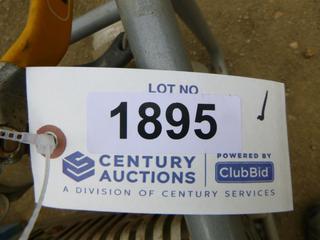 LOT NO
1895
CENTURY
AUCTIONS
POWERED BY
ClubBid
A DIVISION OF CENTURY SERVICES